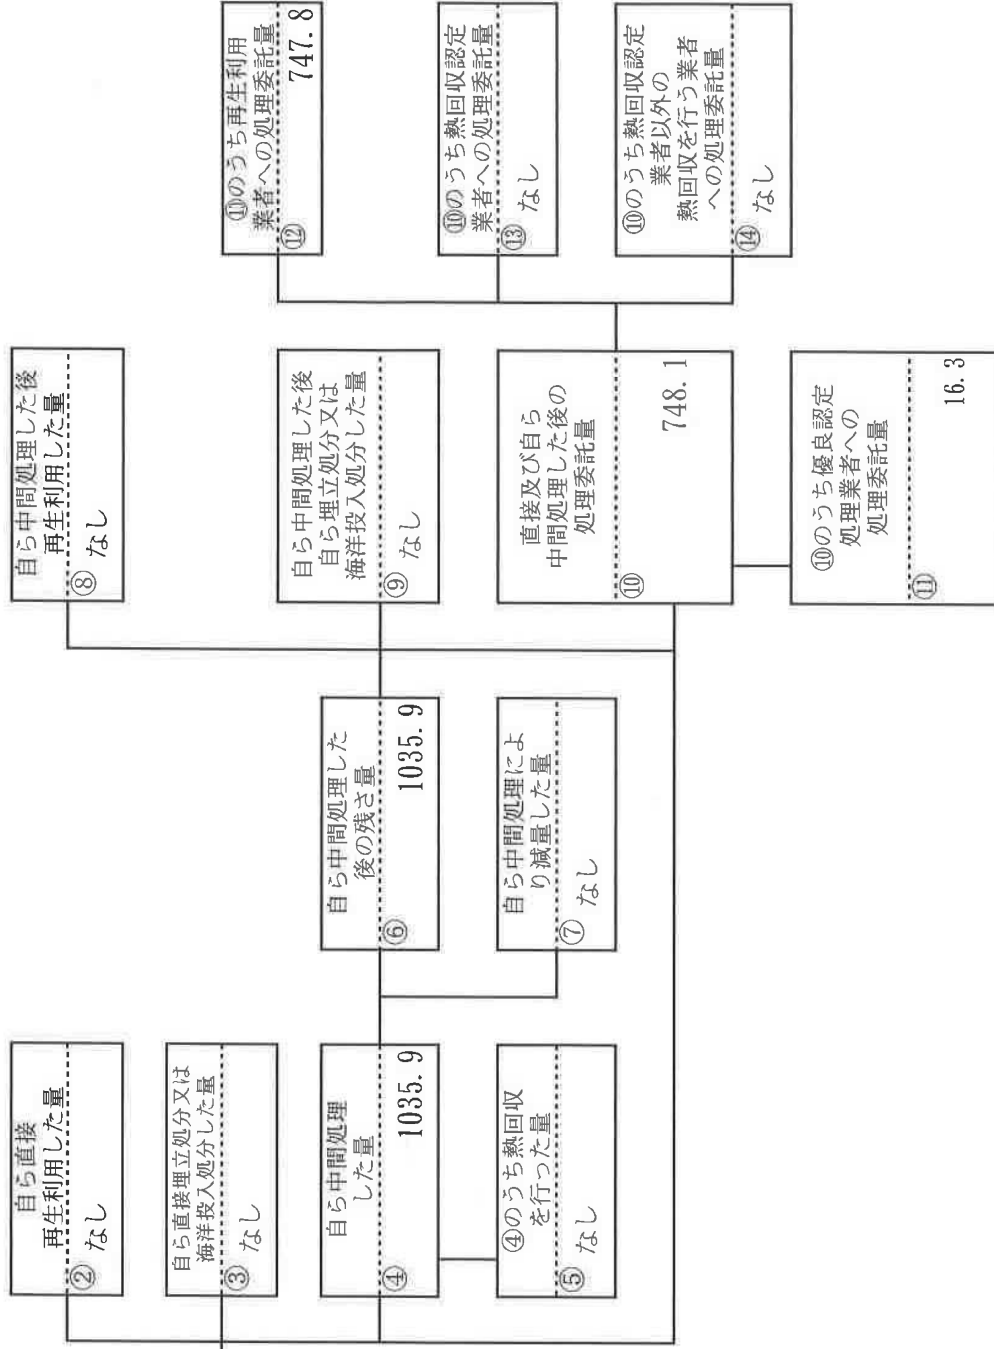 自ら直接
再生利用した量
② なし
自ら直接埋立処分又は
海洋投入処分した量
③ なし
自ら中間処理
した量
④ 1035.9
④のうち熱回収
を行った量
⑤ なし
自ら中間処理した
後の残さ量
⑥ 1035.9
自ら中間処理によ
り減量した量
⑦ なし
自ら中間処理した後
再生利用した量
⑧ なし
自ら中間処理した後
自ら埋立処分又は
海洋投入処分した量
⑨ なし
直接及び自ら
中間処理した後の
処理委託量
⑩ 748.1
⑩のうち優良認定
処理業者への
処理委託量
⑪ 16.3
⑪のうち再生利用
業者への処理委託量
⑫ 747.8
⑩のうち熱回収認定
業者への処理委託量
⑬ なし
⑩のうち熱回収認定
業者以外の
熱回収を行う業者
への処理委託量
⑭ なし